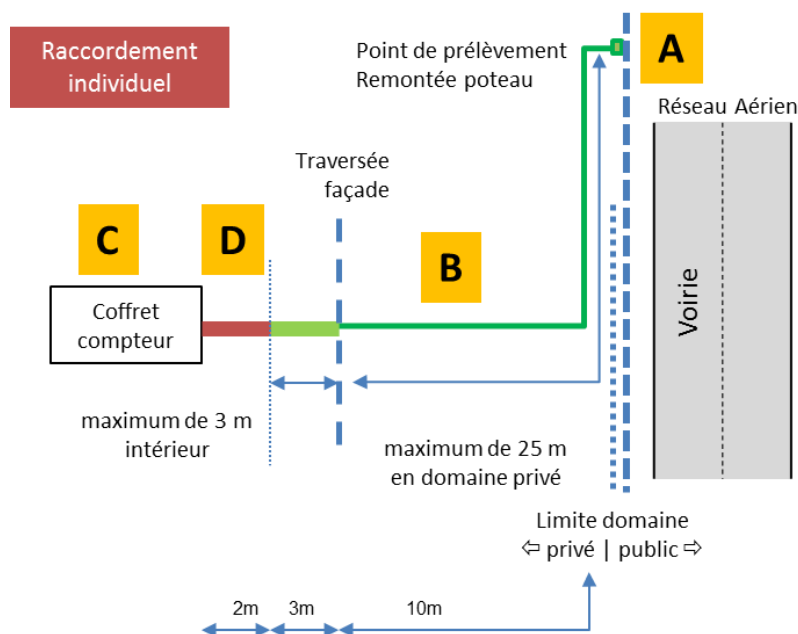 Raccordement
individuel
Point de prélèvement
Remontée poteau
A
Réseau Aérien
Traversée
façade
C
D
B
Coffret
compteur
Voirie
maximum de 3 m
intérieur
maximum de 25 m
en domaine privé
Limite domaine
⇦ privé | public ⇨
2m
3m
10m